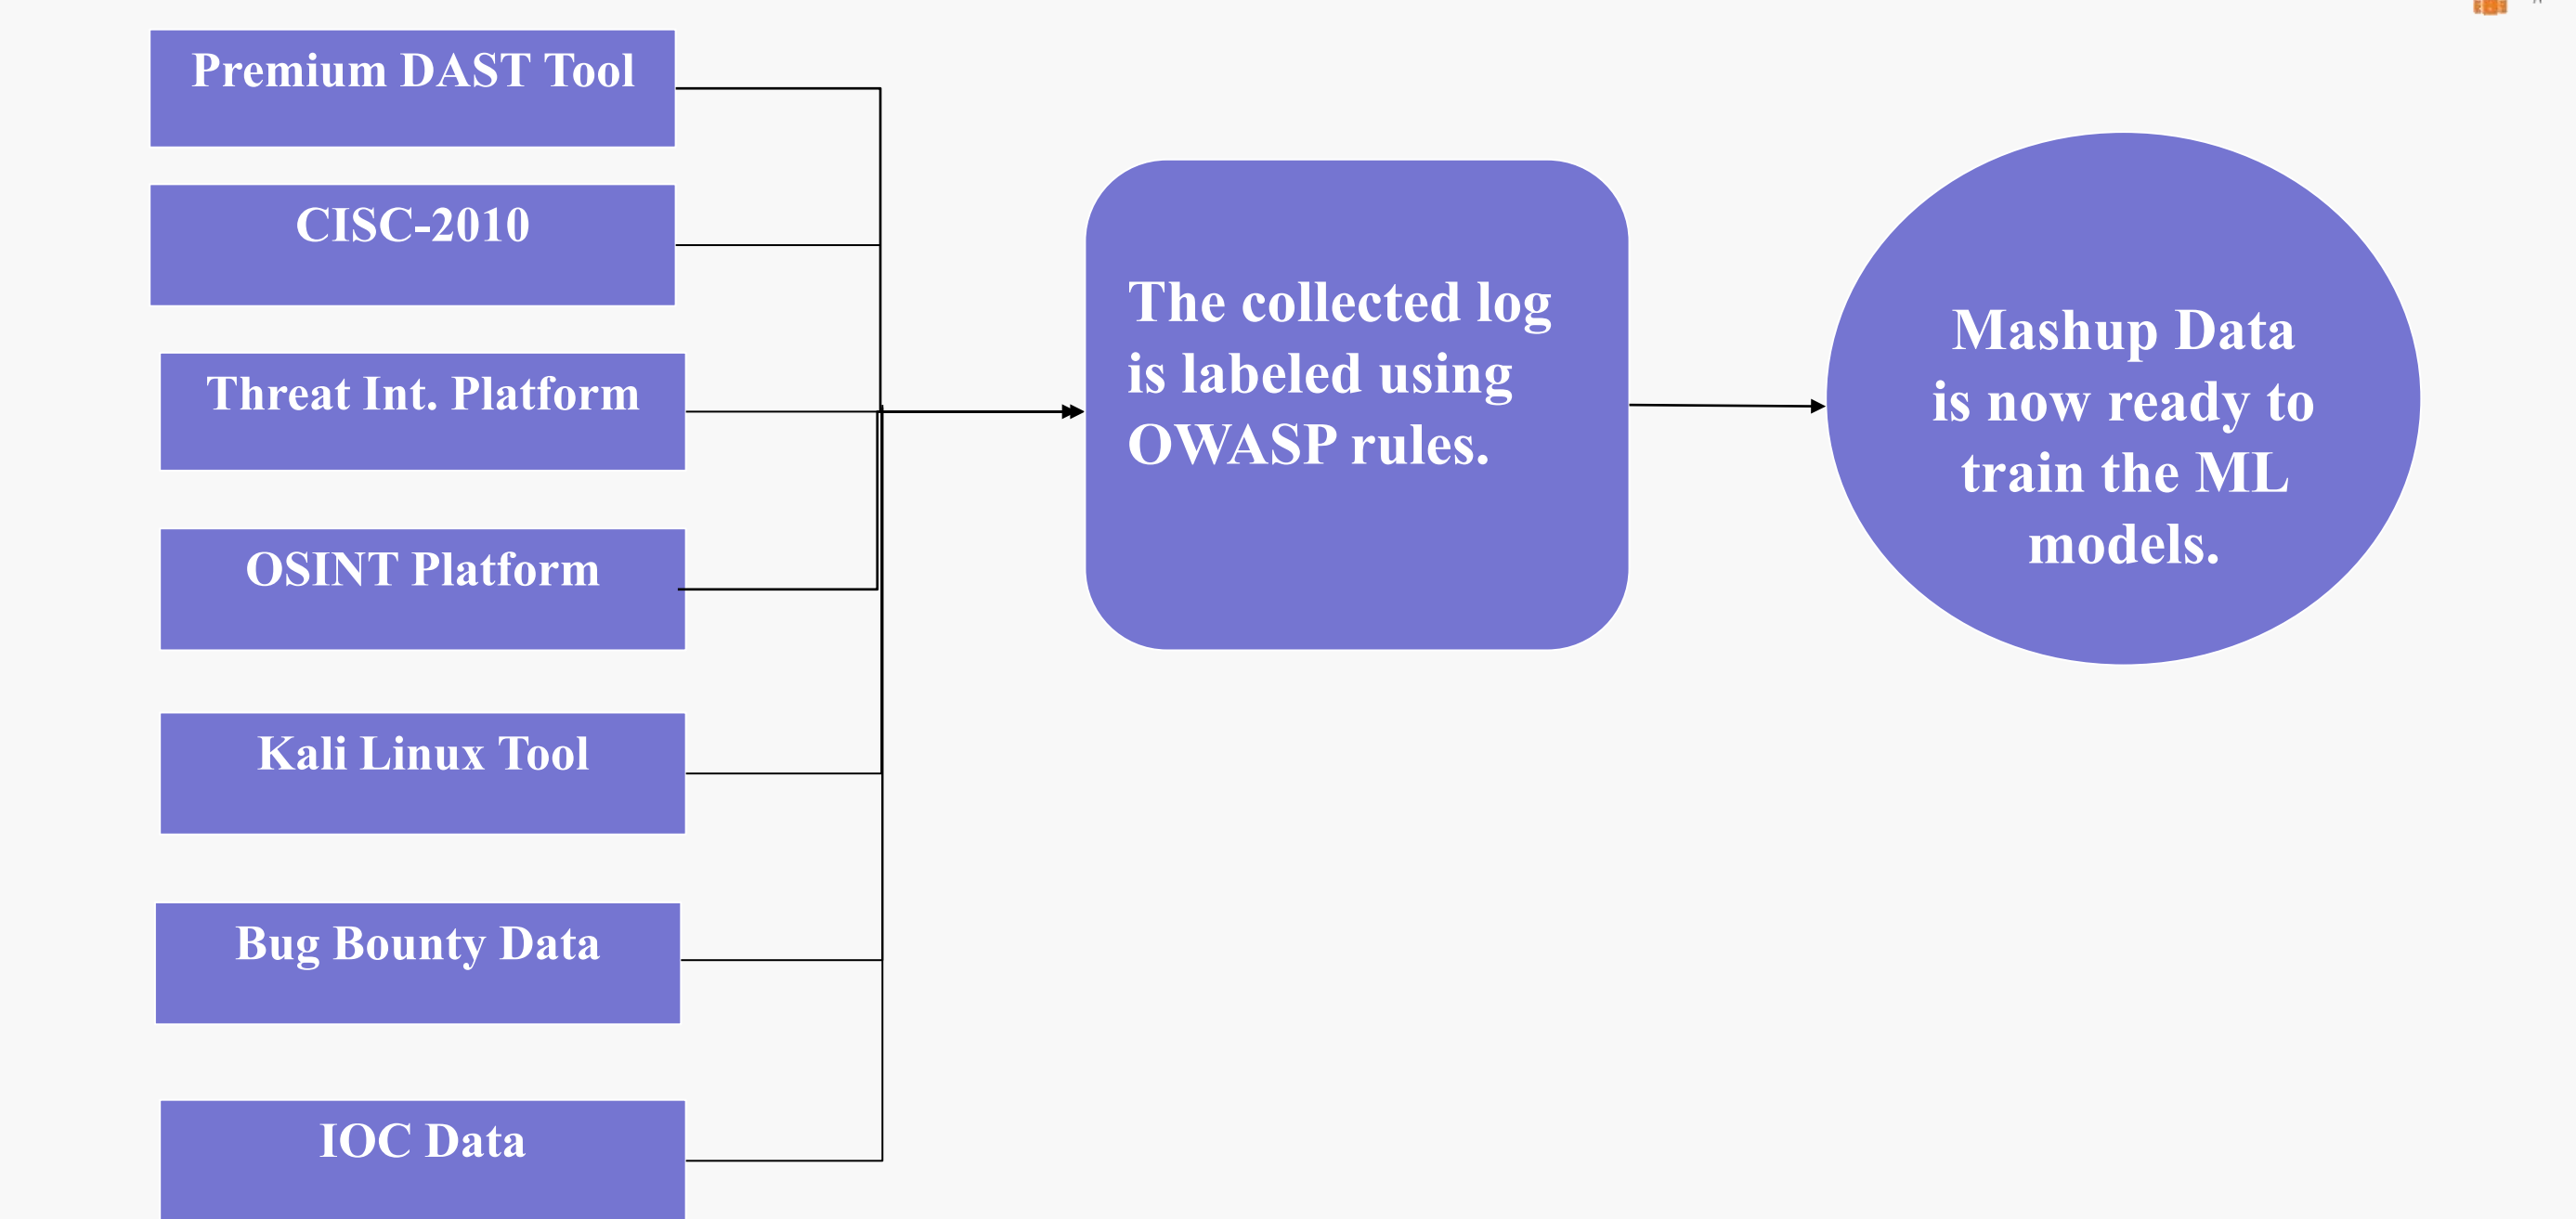 Premium DAST Tool
CISC-2010
Threat Int. Platform
OSINT Platform
Kali Linux Tool
Bug Bounty Data
IOC Data
The collected log
is labeled using
OWASP rules.
Mashup Data
is now ready to
train the ML
models.